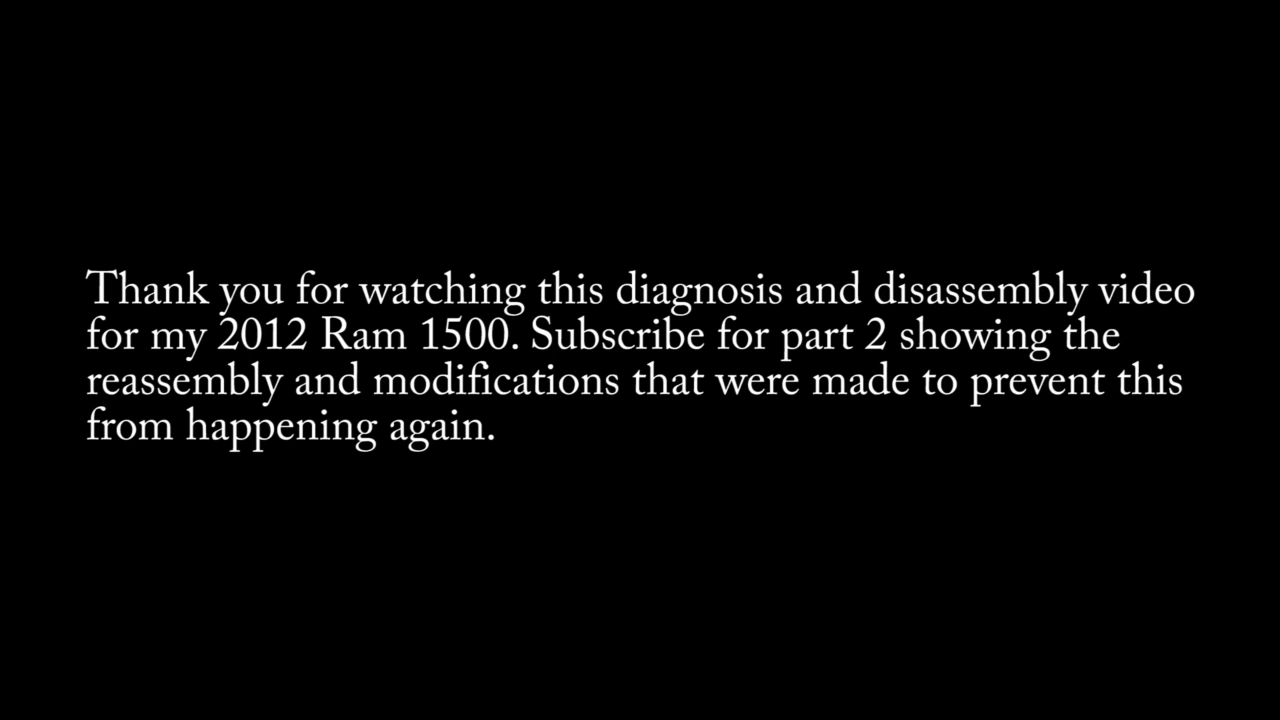 Thank you for watching this diagnosis and disassembly video
for my 2012 Ram 1500. Subscribe for part 2 showing the
reassembly and modifications that were made to prevent this
from happening again.